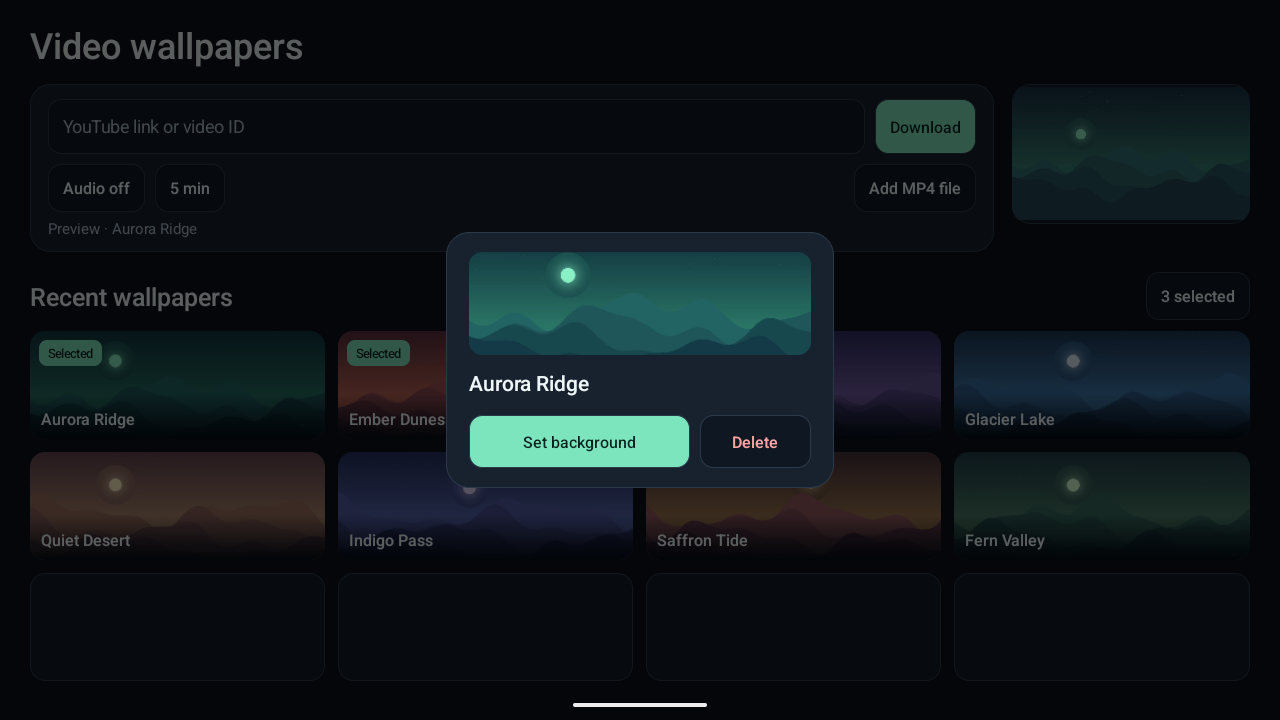 Video wallpapers
YouTube link or video ID
Download
Audio off
5 min
Add MP4 file
Preview · Aurora Ridge
Recent wallpapers
3 selected
Selected
Aurora Ridge
Selected
Ember Dunes
Glacier Lake
Aurora Ridge
Set background
Delete
Quiet Desert
Indigo Pass
Saffron Tide
Fern Valley